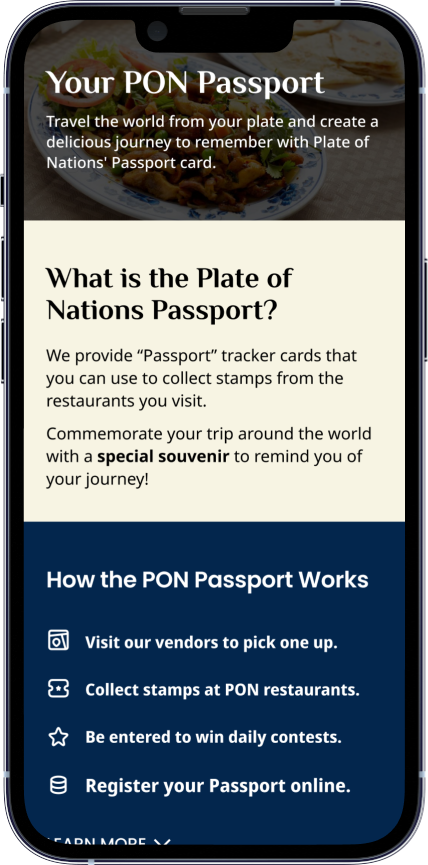 Your PON Passport
Travel the world from your plate and create a
delicious journey to remember with Plate of
Nations' Passport card.
What is the Plate of
Nations Passport?
We provide “Passport” tracker cards that
you can use to collect stamps from the
restaurants you visit.
Commemorate your trip around the world
with a special souvenir to remind you of
your journey!
How the PON Passport Works
Visit our vendors to pick one up.
Collect stamps at PON restaurants.
Be entered to win daily contests.
Register your Passport online.
LEARN MORE